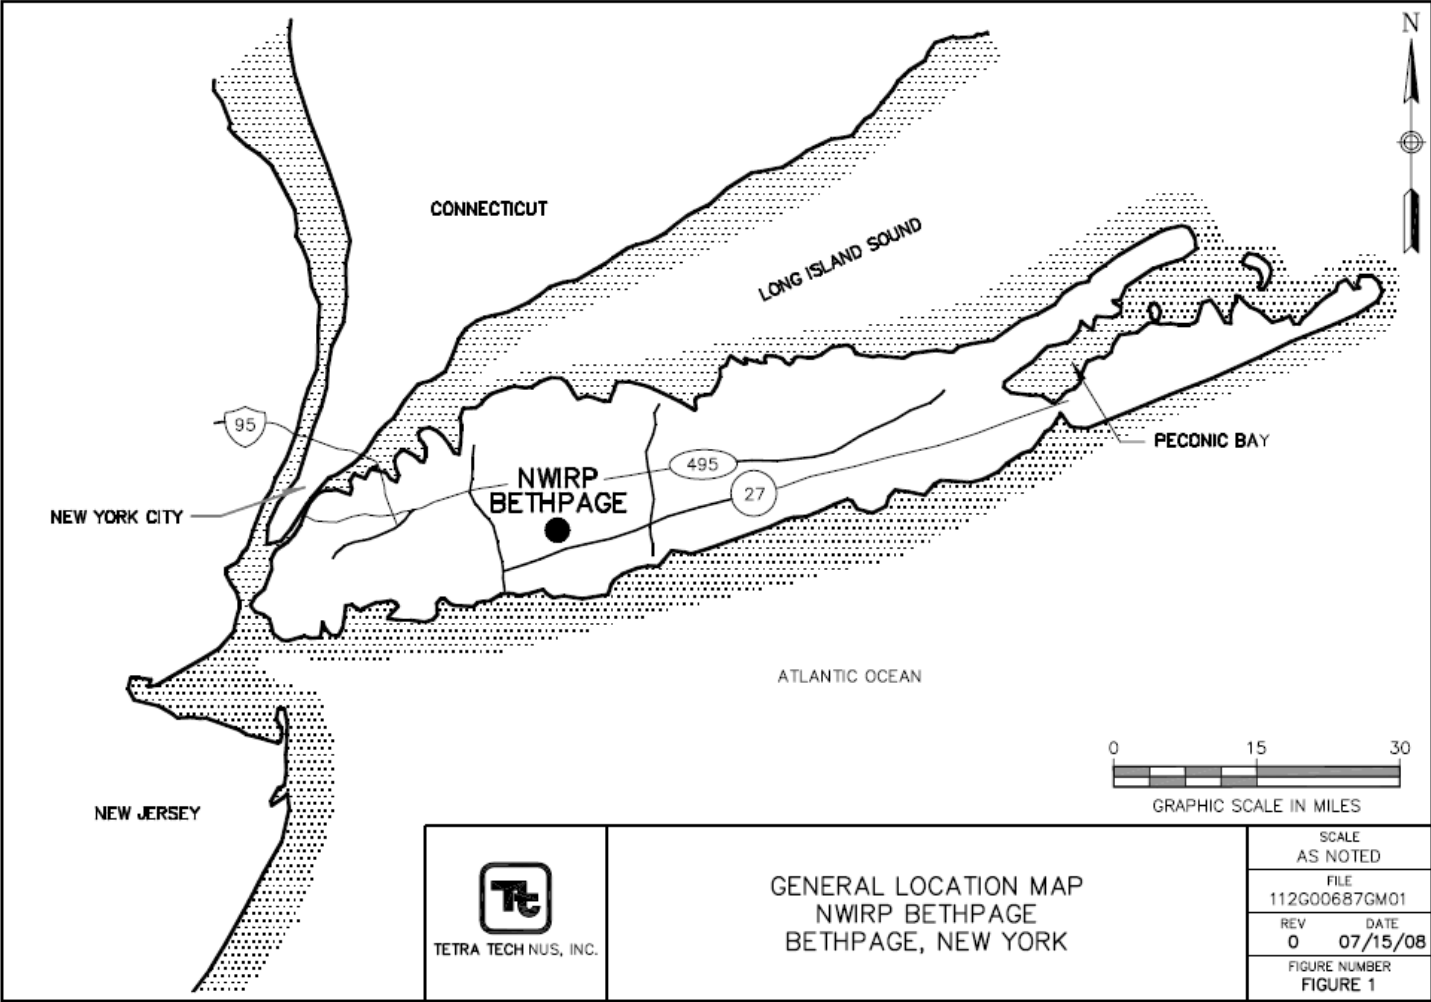 N
CONNECTICUT
LONG ISLAND SOUND
95
PECONIC BAY
495
NWIRP
BETHPAGE
27
NEW YORK CITY
ATLANTIC OCEAN
0 15 30
GRAPHIC SCALE IN MILES
NEW JERSEY
Tt
TETRA TECH NUS, INC.
GENERAL LOCATION MAP
NWIRP BETHPAGE
BETHPAGE, NEW YORK
SCALE
AS NOTED
FILE
112G00687GM01
REV DATE
0 07/15/08
FIGURE NUMBER
FIGURE 1